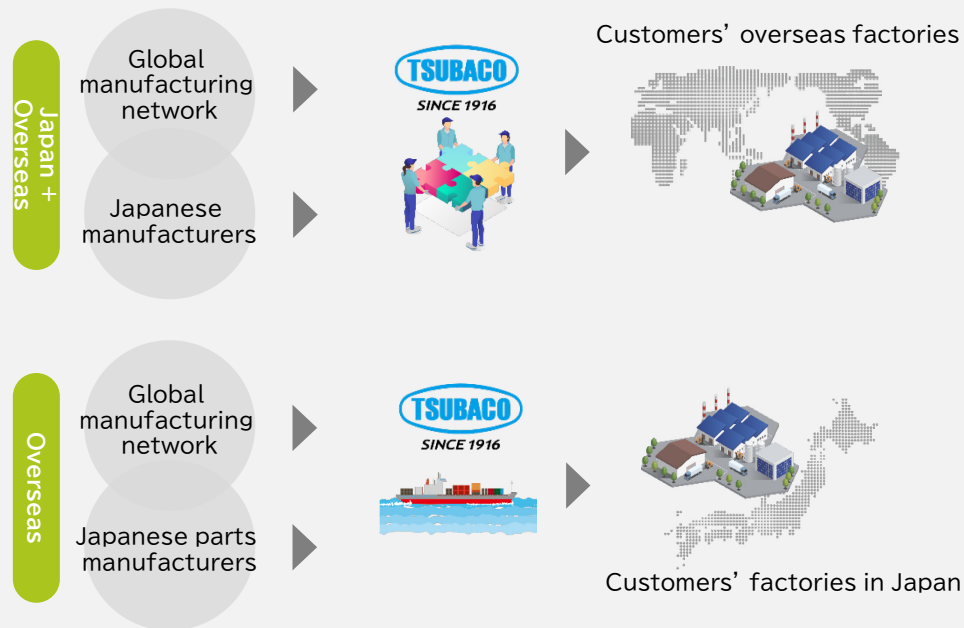 Japan +
Overseas
Global
manufacturing
network
Japanese
manufacturers
TSUBACO
SINCE 1916
Customers’ overseas factories
Overseas
Global
manufacturing
network
Japanese parts
manufacturers
TSUBACO
SINCE 1916
Customers’ factories in Japan